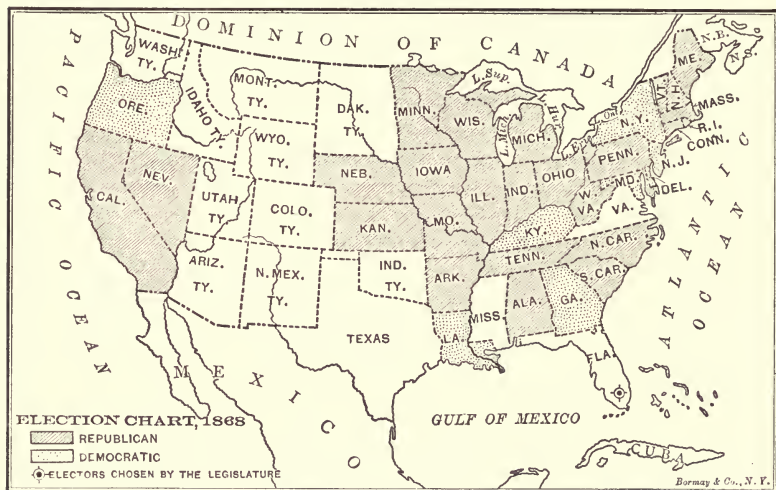 DOMINION OF CANADA
PACIFIC OCEAN
ATLANTIC OCEAN
MEXICO
GULF OF MEXICO
CUBA
WASH. TY.
ORE.
IDAHO TY.
MONT. TY.
DAK. TY.
WYO. TY.
NEV.
CAL.
UTAH TY.
COLO. TY.
ARIZ. TY.
N. MEX. TY.
NEB.
KAN.
IND. TY.
TEXAS
MINN.
WIS.
IOWA
MO.
ARK.
LA.
ILL.
MICH.
IND.
OHIO
KY.
TENN.
MISS.
ALA.
GA.
FLA.
S. CAR.
N. CAR.
VA.
W. VA.
MD.
DEL.
PENN.
N.J.
N.Y.
CONN.
R.I.
MASS.
VT.
N.H.
ME.
N.B.
N.S.
L. Sup.
L. Mich.
L. Hu.
L. Erie
L. Ont.
ELECTION CHART, 1868
REPUBLICAN
DEMOCRATIC
ELECTORS CHOSEN BY THE LEGISLATURE
Bormay & Co., N. Y.